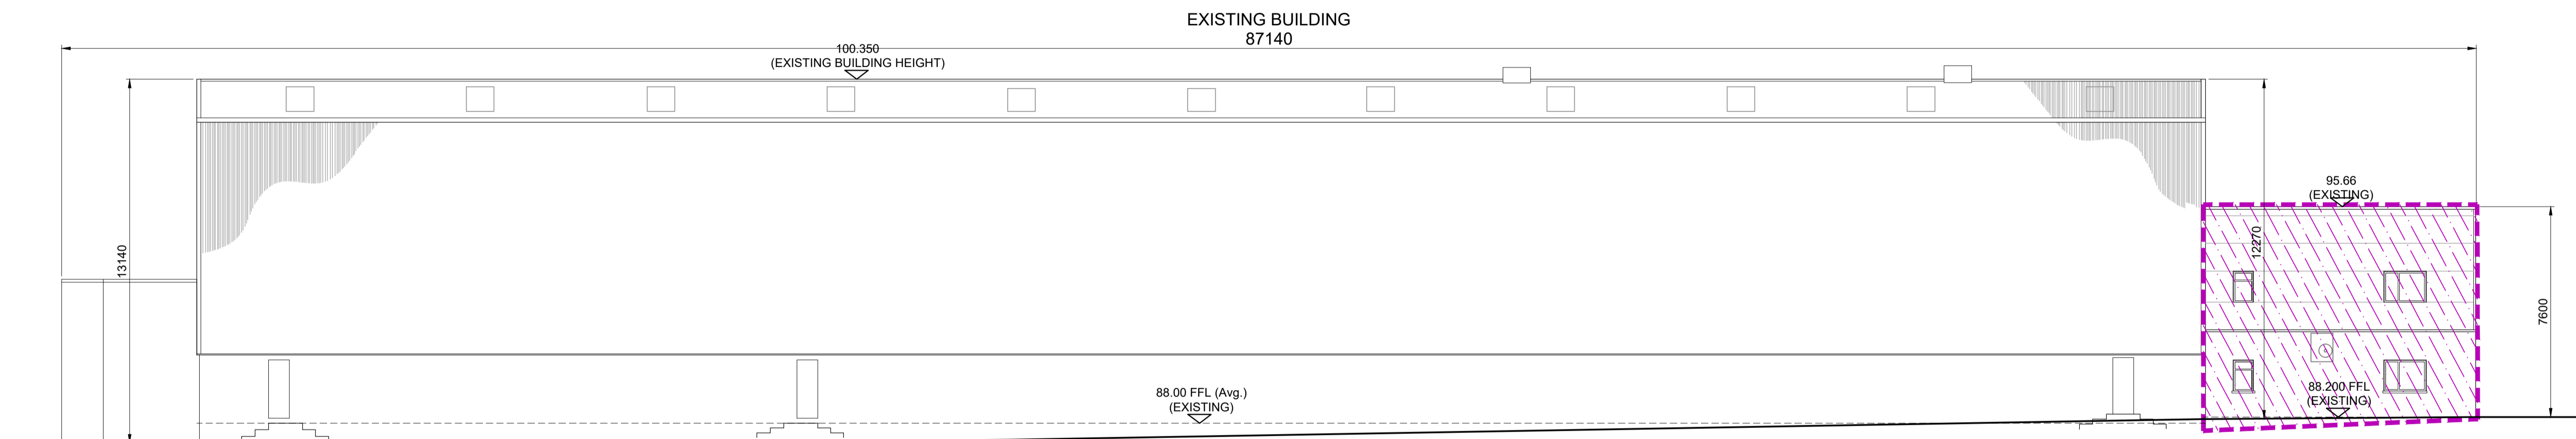 EXISTING BUILDING
87140
100.350
(EXISTING BUILDING HEIGHT)
95.66
(EXISTING)
13140
12270
7600
88.00 FFL (Avg.)
(EXISTING)
88.200 FFL
(EXISTING)